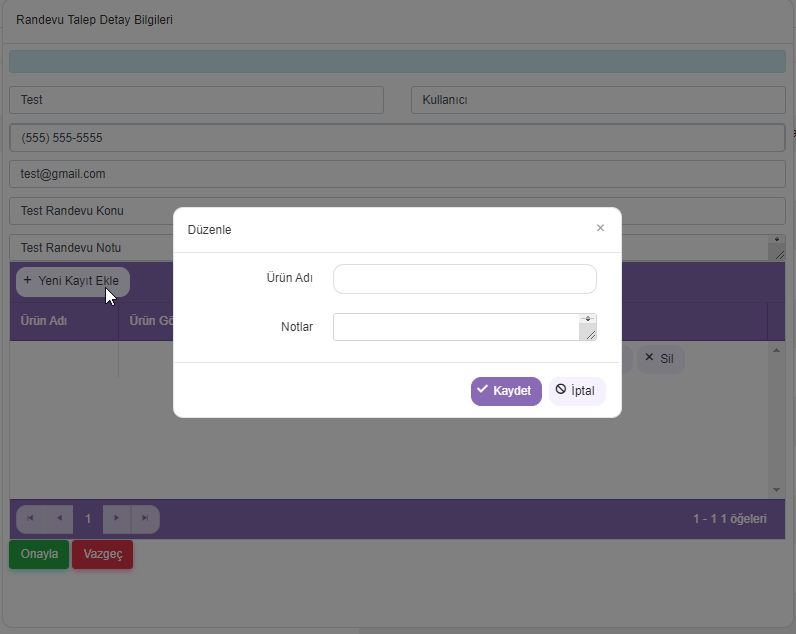 Randevu Talep Detay Bilgileri
Test
Kullanıcı
(555) 555-5555
test@gmail.com
Test Randevu Konu
Test Randevu Notu
+ Yeni Kayıt Ekle
Ürün Adı
Ürün Gö
× Sil
Düzenle ×
Ürün Adı
Notlar
Kaydet İptal
1
1 - 1 1 öğeleri
Onayla Vazgeç